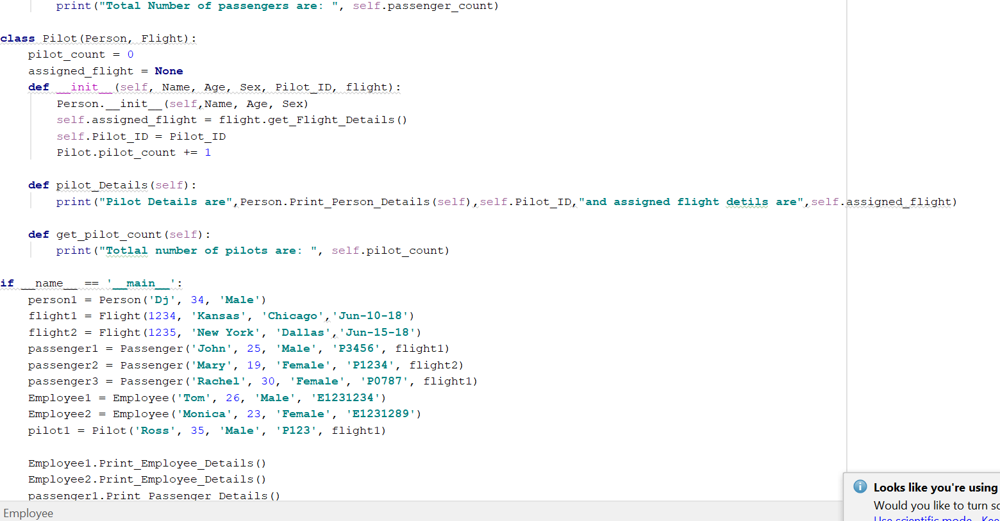 print("Total Number of passengers are: ", self.passenger_count)
class Pilot(Person, Flight):
pilot_count = 0
assigned_flight = None
def __init__(self, Name, Age, Sex, Pilot_ID, flight):
Person.__init__(self,Name, Age, Sex)
self.assigned_flight = flight.get_Flight_Details()
self.Pilot_ID = Pilot_ID
Pilot.pilot_count += 1
def pilot_Details(self):
print("Pilot Details are",Person.Print_Person_Details(self),self.Pilot_ID,"and assigned flight detils are",self.assigned_flight)
def get_pilot_count(self):
print("Totlal number of pilots are: ", self.pilot_count)
if __name__ == '__main__':
person1 = Person('Dj', 34, 'Male')
flight1 = Flight(1234, 'Kansas', 'Chicago','Jun-10-18')
flight2 = Flight(1235, 'New York', 'Dallas','Jun-15-18')
passenger1 = Passenger('John', 25, 'Male', 'P3456', flight1)
passenger2 = Passenger('Mary', 19, 'Female', 'P1234', flight2)
passenger3 = Passenger('Rachel', 30, 'Female', 'P0787', flight1)
Employee1 = Employee('Tom', 26, 'Male', 'E1231234')
Employee2 = Employee('Monica', 23, 'Female', 'E1231289')
pilot1 = Pilot('Ross', 35, 'Male', 'P123', flight1)
Employee1.Print_Employee_Details()
Employee2.Print_Employee_Details()
passenger1.Print_Passenger_Details()
Employee
Looks like you're using
Would you like to turn sc
Use scientific mode Kee